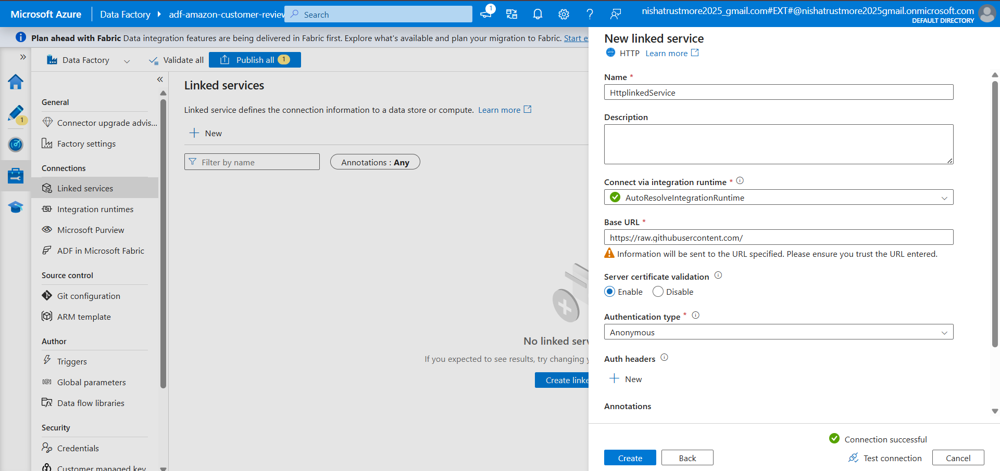 Microsoft Azure
Data Factory
adf-amazon-customer-review
Search
1
nishatrustmore2025_gmail.com#EXT#@nishatrustmore2025gmail.onmicrosoft.com
DEFAULT DIRECTORY
Plan ahead with Fabric Data integration features are being delivered in Fabric first. Explore what's available and plan your migration to Fabric. Start e
Data Factory
Validate all
Publish all 1
1
General
Connector upgrade advis...
Factory settings
Connections
Linked services
Integration runtimes
Microsoft Purview
ADF in Microsoft Fabric
Source control
Git configuration
ARM template
Author
Triggers
Global parameters
Data flow libraries
Security
Credentials
Customer managed key
Linked services
Linked service defines the connection information to a data store or compute. Learn more
New
Filter by name
Annotations : Any
No linked serv
If you expected to see results, try changing y
Create linke
New linked service
HTTP Learn more
Name *
HttplinkedService
Description
Connect via integration runtime *
AutoResolveIntegrationRuntime
Base URL *
https://raw.githubusercontent.com/
Information will be sent to the URL specified. Please ensure you trust the URL entered.
Server certificate validation
Enable Disable
Authentication type *
Anonymous
Auth headers
New
Annotations
Connection successful
Create Back Test connection Cancel